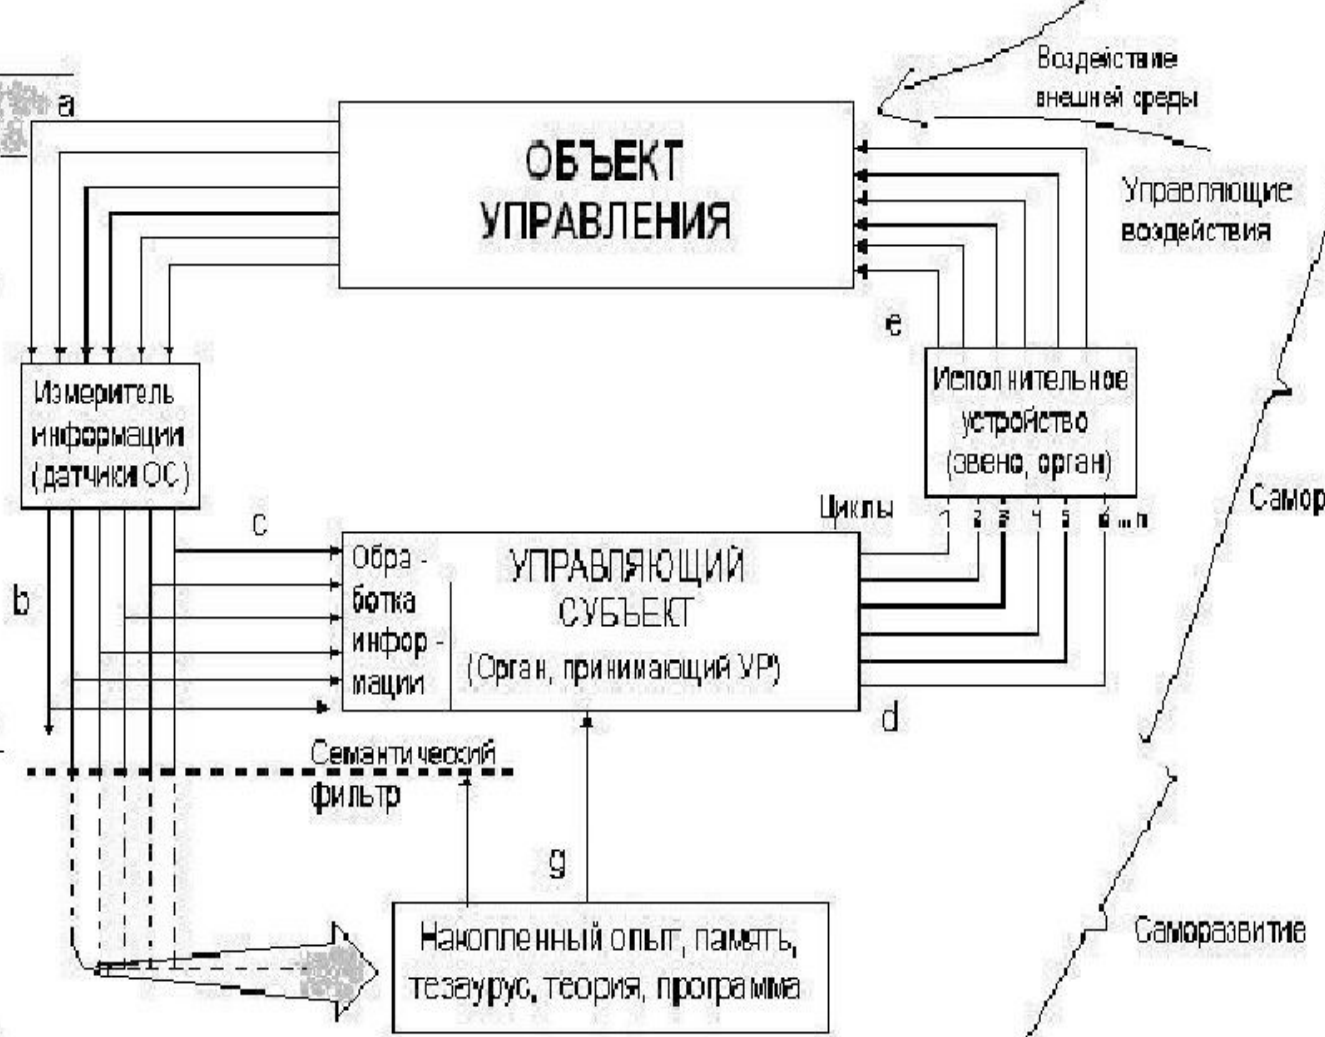 Воздействие
внешней среды
a
ОБЪЕКТ
УПРАВЛЕНИЯ
Управляющие
воздействия
e
Измеритель
информации
(датчики ОС)
Исполнительное
устройство
(звено, орган)
Циклы
1 2 3 4 5 6 ... n
Самор
c
b
Обра -
ботка
инфор -
мации
УПРАВЛЯЮЩИЙ
СУБЪЕКТ
(Орган, принимающий УР)
d
Семантический
фильтр
g
Накопленный опыт, память,
тезаурус, теория, программа
Саморазвитие